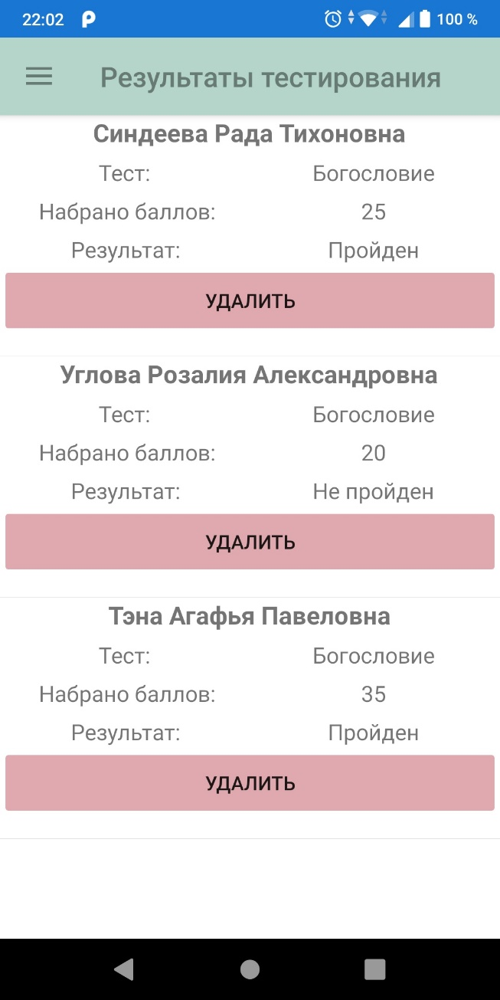 22:02 100 %
Результаты тестирования
Синдеева Рада Тихоновна
Тест: Богословие
Набрано баллов: 25
Результат: Пройден
УДАЛИТЬ
Углова Розалия Александровна
Тест: Богословие
Набрано баллов: 20
Результат: Не пройден
УДАЛИТЬ
Тэна Агафья Павеловна
Тест: Богословие
Набрано баллов: 35
Результат: Пройден
УДАЛИТЬ